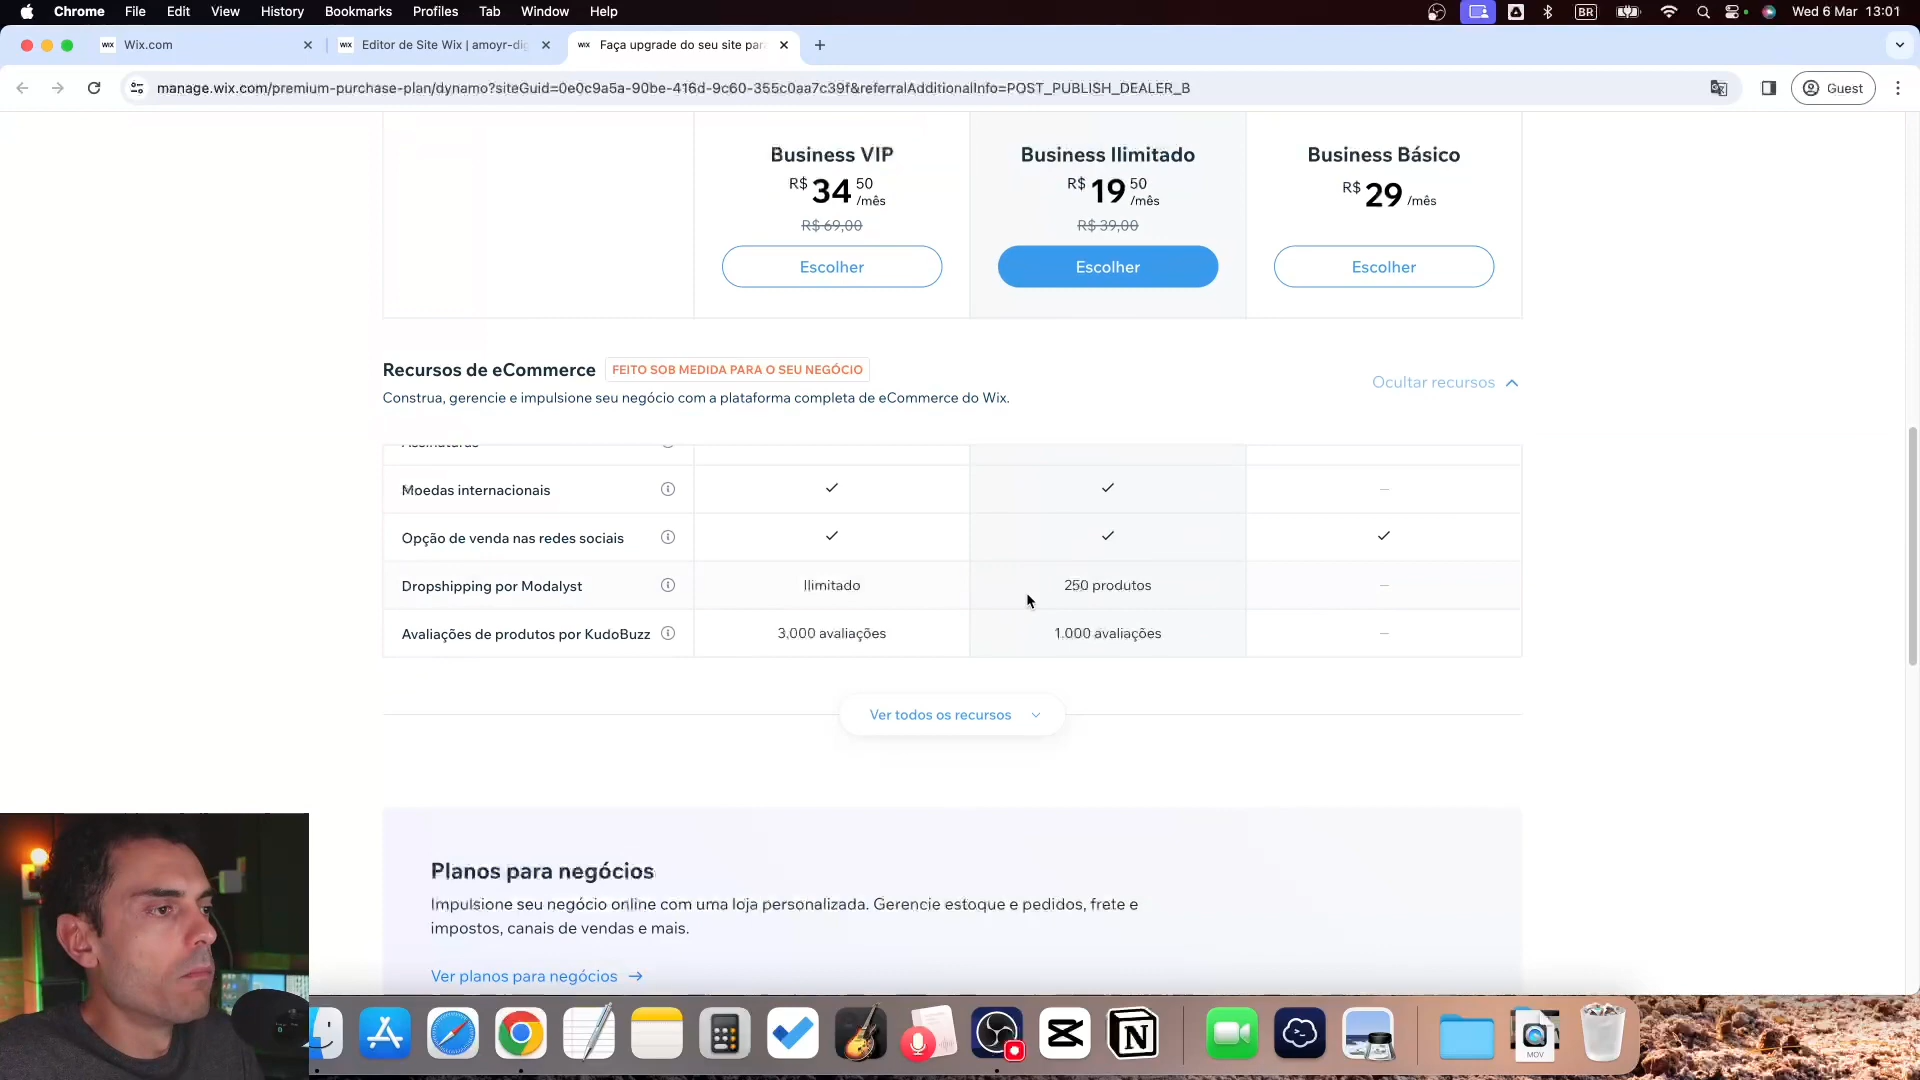 Chrome File Edit View History Bookmarks Profiles Tab Window Help
BR Wed 6 Mar 13:01
WIX Wix.com
WIX Editor de Site Wix | amoyr-dig
WIX Faça upgrade do seu site par
manage.wix.com/premium-purchase-plan/dynamo?siteGuid=0e0c9a5a-90be-416d-9c60-355c0aa7c39f&referralAdditionalInfo=POST_PUBLISH_DEALER_B
Guest
Business VIP
R$ 34 50 /mês
R$ 69,00
Escolher
Business Ilimitado
R$ 19 50 /mês
R$ 39,00
Escolher
Business Básico
R$ 29 /mês
Escolher
Recursos de eCommerce FEITO SOB MEDIDA PARA O SEU NEGÓCIO
Construa, gerencie e impulsione seu negócio com a plataforma completa de eCommerce do Wix.
Ocultar recursos
Moedas internacionais
Opção de venda nas redes sociais
Dropshipping por Modalyst Ilimitado 250 produtos
Avaliações de produtos por KudoBuzz 3.000 avaliações 1.000 avaliações
Ver todos os recursos
Planos para negócios
Impulsione seu negócio online com uma loja personalizada. Gerencie estoque e pedidos, frete e
impostos, canais de vendas e mais.
Ver planos para negócios →
MOV